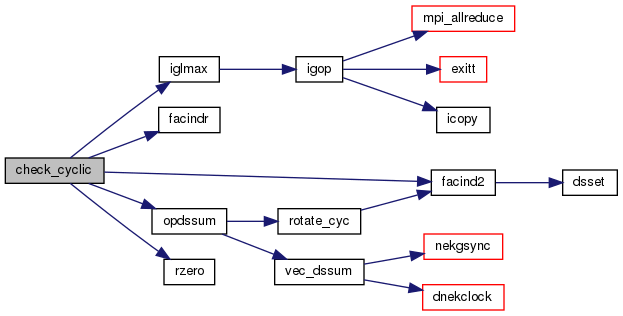 mpi_allreduce
iglmax
igop
exitt
facindr
icopy
check_cyclic
facind2
dsset
opdssum
rotate_cyc
nekgsync
rzero
vec_dssum
dnekclock